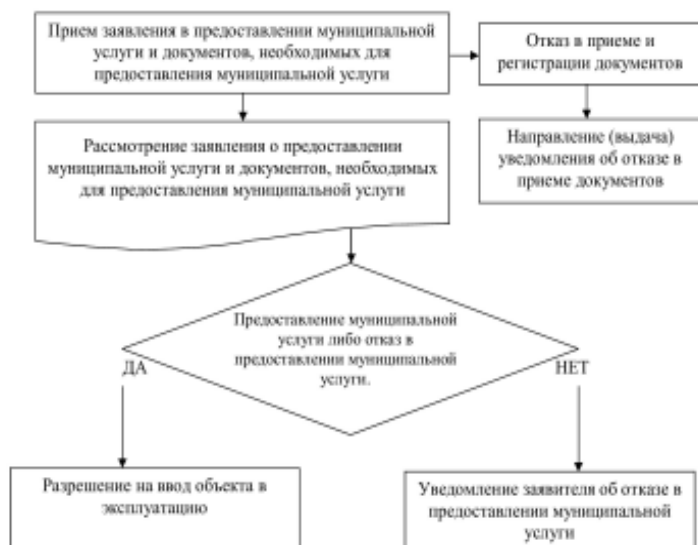 Прием заявления в предоставлении муниципальной
услуги и документов, необходимых для
предоставления муниципальной услуги
Отказ в приеме и
регистрации документов
Рассмотрение заявления о предоставлении
муниципальной услуги и документов, необходимых
для предоставления муниципальной услуги
Направление (выдача)
уведомления об отказе в
приеме документов
Предоставление муниципальной
услуги либо отказ в
предоставлении муниципальной
услуги.
ДА
НЕТ
Разрешение на ввод объекта в
эксплуатацию
Уведомление заявителя об отказе в
предоставлении муниципальной
услуги